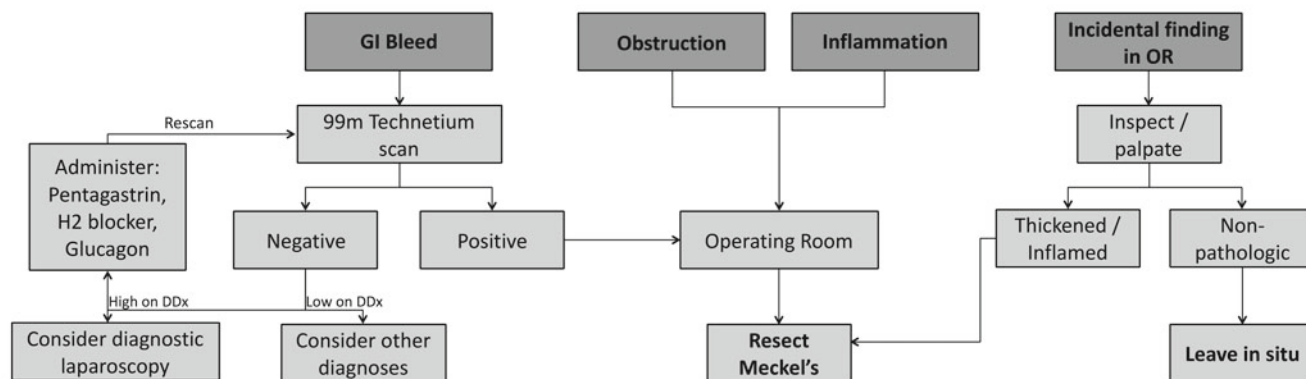 GI Bleed
Obstruction
Inflammation
Incidental finding
in OR
Rescan
99m Technetium
scan
Inspect /
palpate
Administer:
Pentagastrin,
H2 blocker,
Glucagon
Negative
Positive
Operating Room
Thickened /
Inflamed
Non-
pathologic
High on DDx
Low on DDx
Consider diagnostic
laparoscopy
Consider other
diagnoses
Resect
Meckel's
Leave in situ